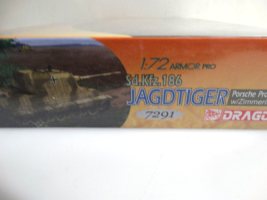 1:72 ARMOR PRO
Sd.Kfz.186
JAGDTIGER
Porsche Pro
w/Zimmeri
7291
DRAGO